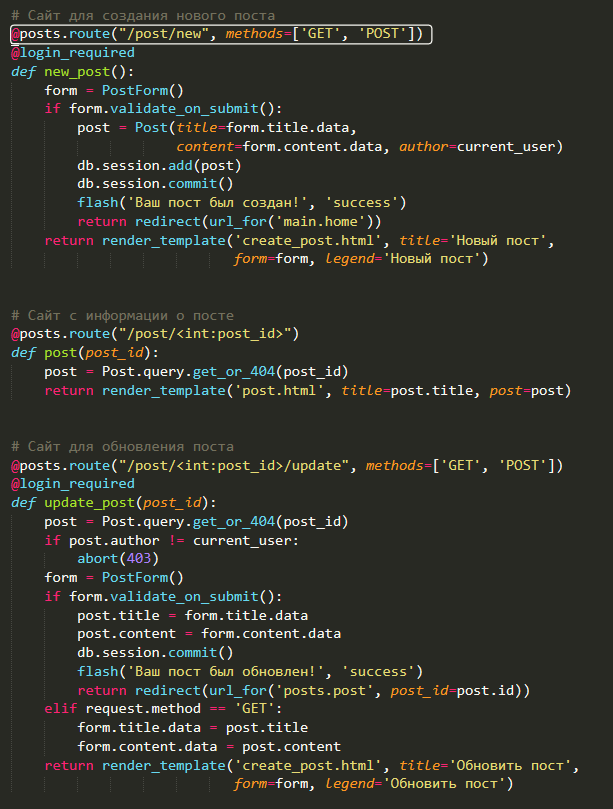 # Сайт для создания нового поста
@posts.route("/post/new", methods=['GET', 'POST'])
@login_required
def new_post():
    form = PostForm()
    if form.validate_on_submit():
        post = Post(title=form.title.data,
                    content=form.content.data, author=current_user)
        db.session.add(post)
        db.session.commit()
        flash('Ваш пост был создан!', 'success')
        return redirect(url_for('main.home'))
    return render_template('create_post.html', title='Новый пост',
                           form=form, legend='Новый пост')
# Сайт с информации о посте
@posts.route("/post/<int:post_id>")
def post(post_id):
    post = Post.query.get_or_404(post_id)
    return render_template('post.html', title=post.title, post=post)
# Сайт для обновления поста
@posts.route("/post/<int:post_id>/update", methods=['GET', 'POST'])
@login_required
def update_post(post_id):
    post = Post.query.get_or_404(post_id)
    if post.author != current_user:
        abort(403)
    form = PostForm()
    if form.validate_on_submit():
        post.title = form.title.data
        post.content = form.content.data
        db.session.commit()
        flash('Ваш пост был обновлен!', 'success')
        return redirect(url_for('posts.post', post_id=post.id))
    elif request.method == 'GET':
        form.title.data = post.title
        form.content.data = post.content
    return render_template('create_post.html', title='Обновить пост',
                           form=form, legend='Обновить пост')